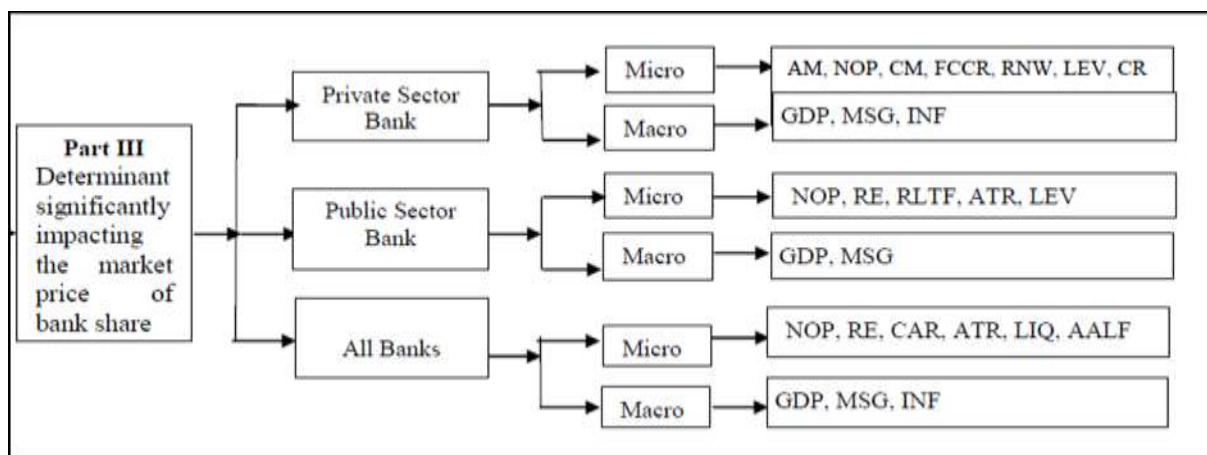 Part III
Determinant
significantly
impacting
the market
price of
bank share
Private Sector
Bank
Micro
AM, NOP, CM, FCCR, RNW, LEV, CR
Macro
GDP, MSG, INF
Public Sector
Bank
Micro
NOP, RE, RLTF, ATR, LEV
Macro
GDP, MSG
All Banks
Micro
NOP, RE, CAR, ATR, LIQ, AALF
Macro
GDP, MSG, INF